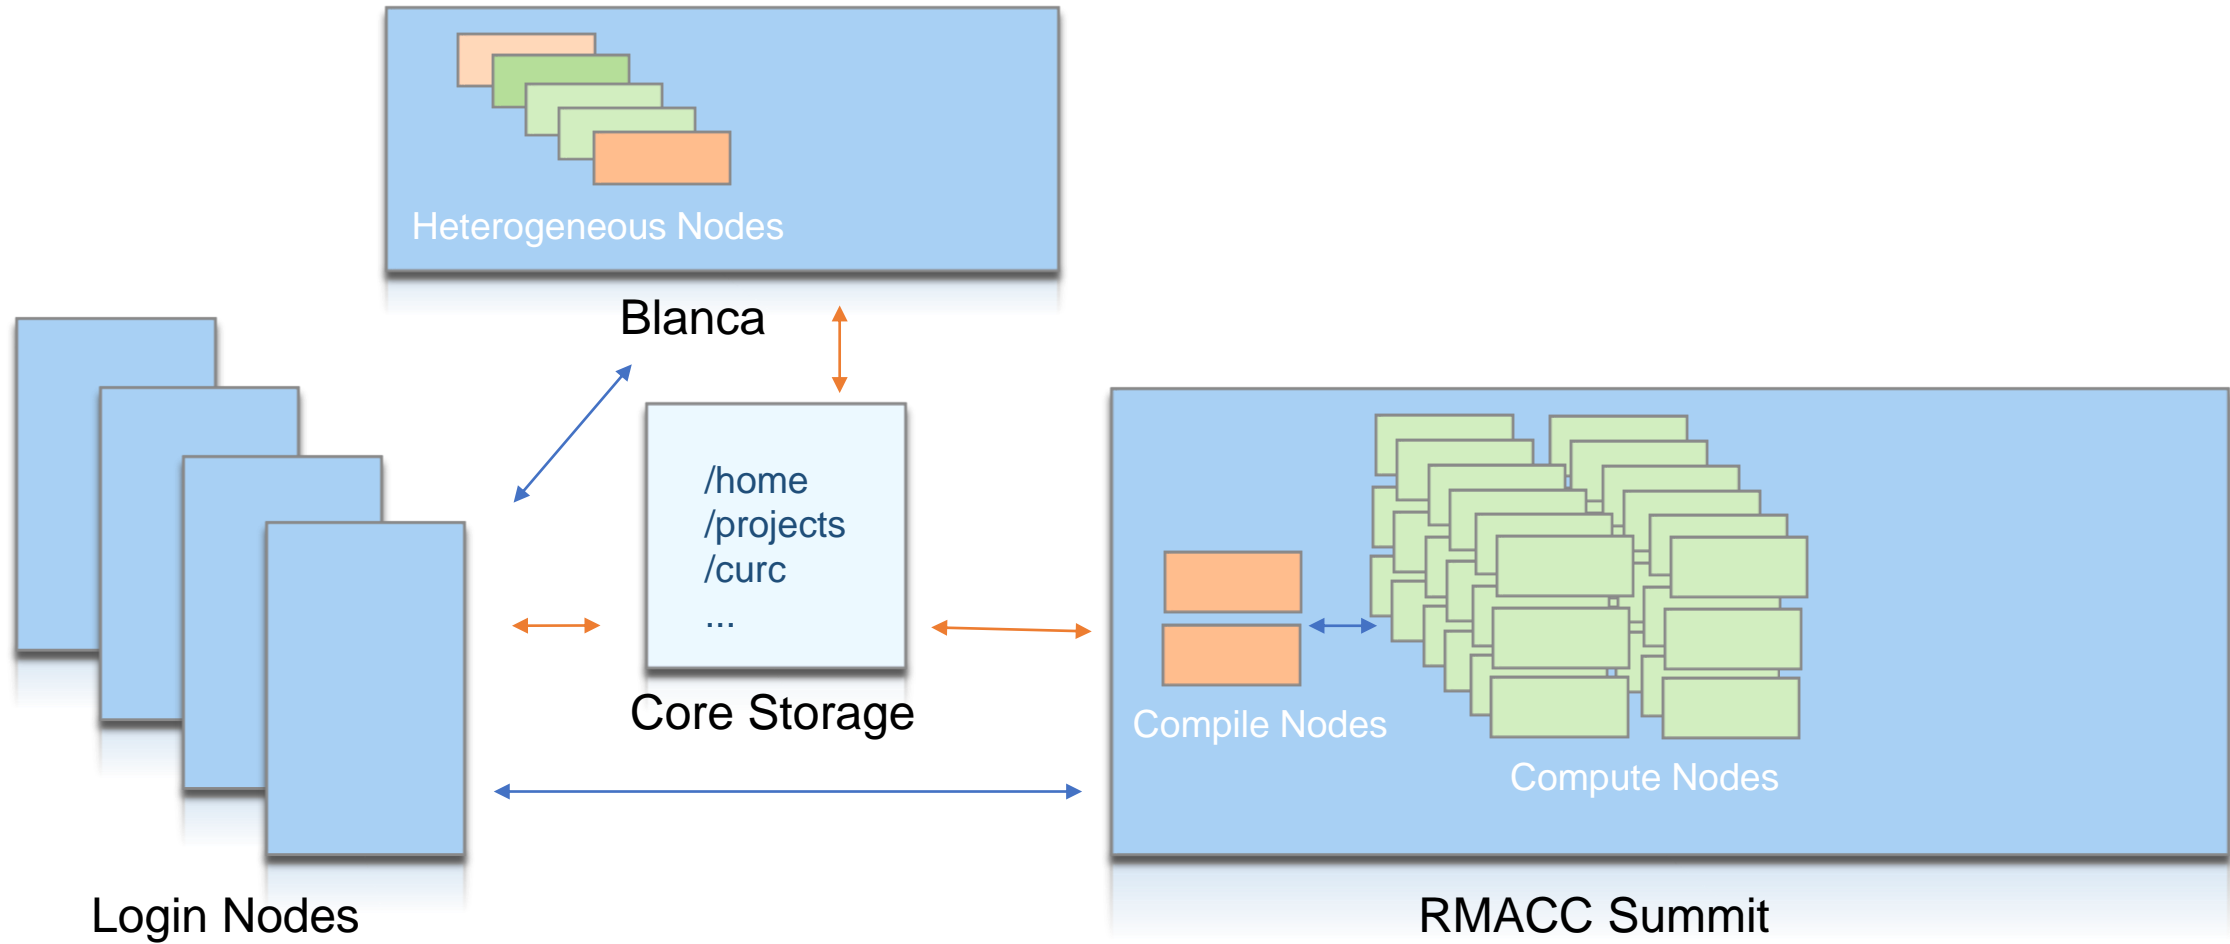 Heterogeneous Nodes
Blanca
/home
/projects
/curc
...
Core Storage
Compile Nodes
Compute Nodes
Login Nodes
RMACC Summit